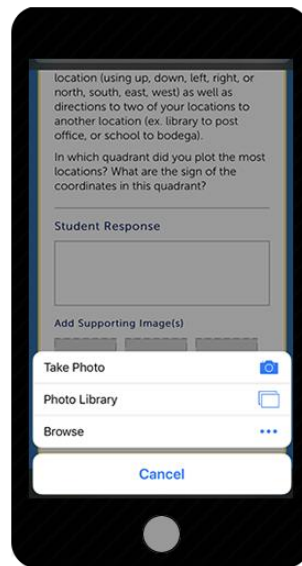 location (using up, down, left, right, or
north, south, east, west) as well as
directions to two of your locations to
another location (ex. library to post
office, or school to bodega).
In which quadrant did you plot the most
locations? What are the sign of the
coordinates in this quadrant?
Student Response
Add Supporting Image(s)
Take Photo
Photo Library
Browse
Cancel